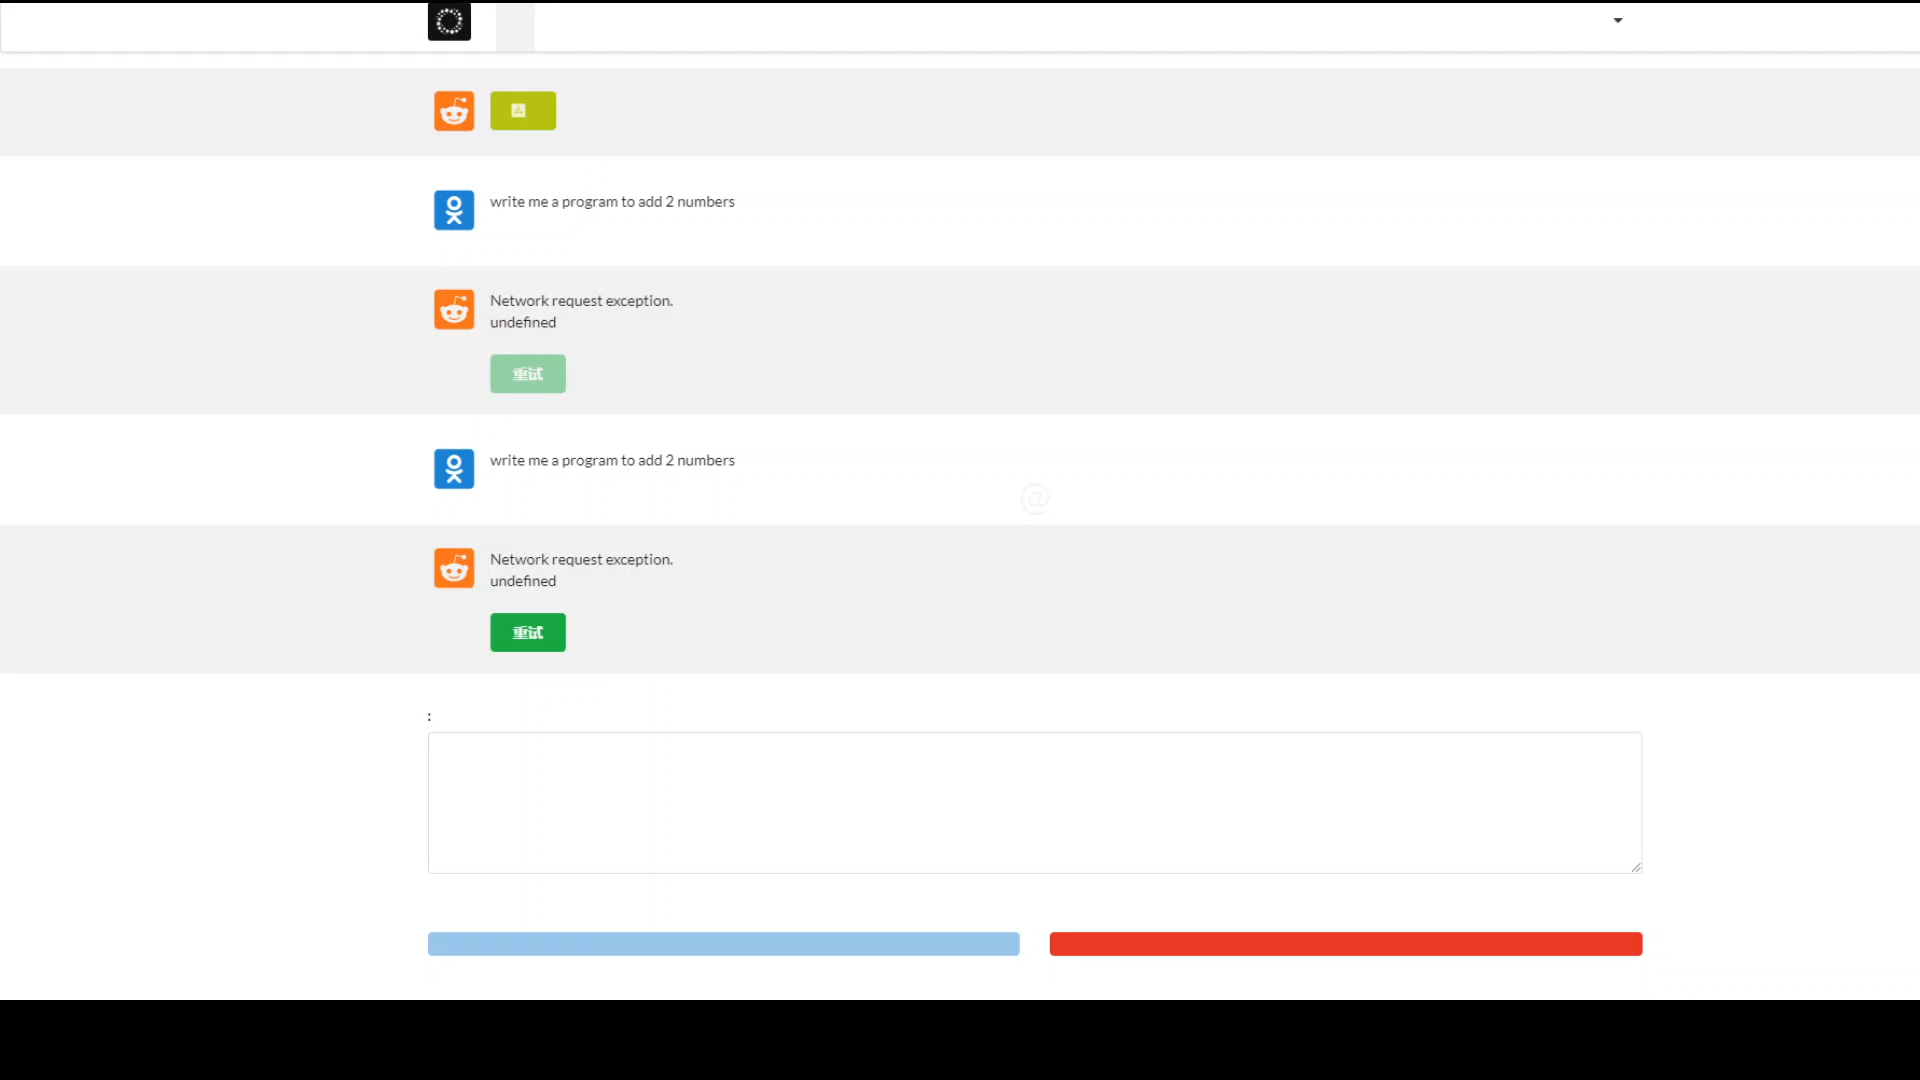 write me a program to add 2 numbers
Network request exception.
undefined
重试
write me a program to add 2 numbers
@
Network request exception.
undefined
重试
: